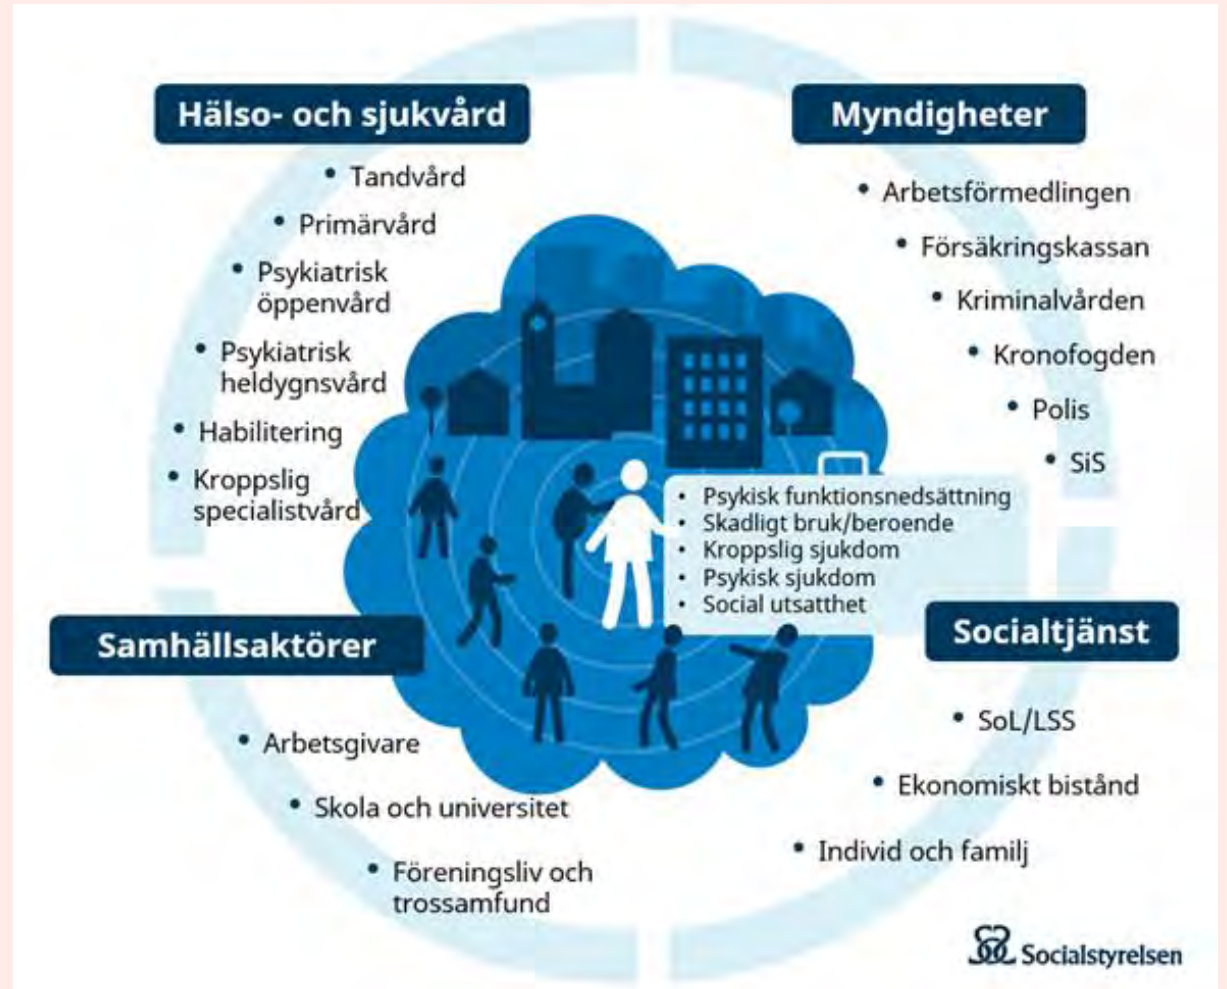 Hälso- och sjukvård
• Tandvård
• Primärvård
• Psykiatrisk
öppenvård
• Psykiatrisk
heldygnsvård
• Habilitering
• Kroppslig
specialistvård
Myndigheter
• Arbetsförmedlingen
• Försäkringskassan
• Kriminalvården
• Kronofogden
• Polis
• SiS
• Psykisk funktionsnedsättning
• Skadligt bruk/beroende
• Kroppslig sjukdom
• Psykisk sjukdom
• Social utsatthet
Samhällsaktörer
• Arbetsgivare
• Skola och universitet
• Föreningsliv och
trossamfund
Socialtjänst
• SoL/LSS
• Ekonomiskt bistånd
• Individ och familj
Socialstyrelsen